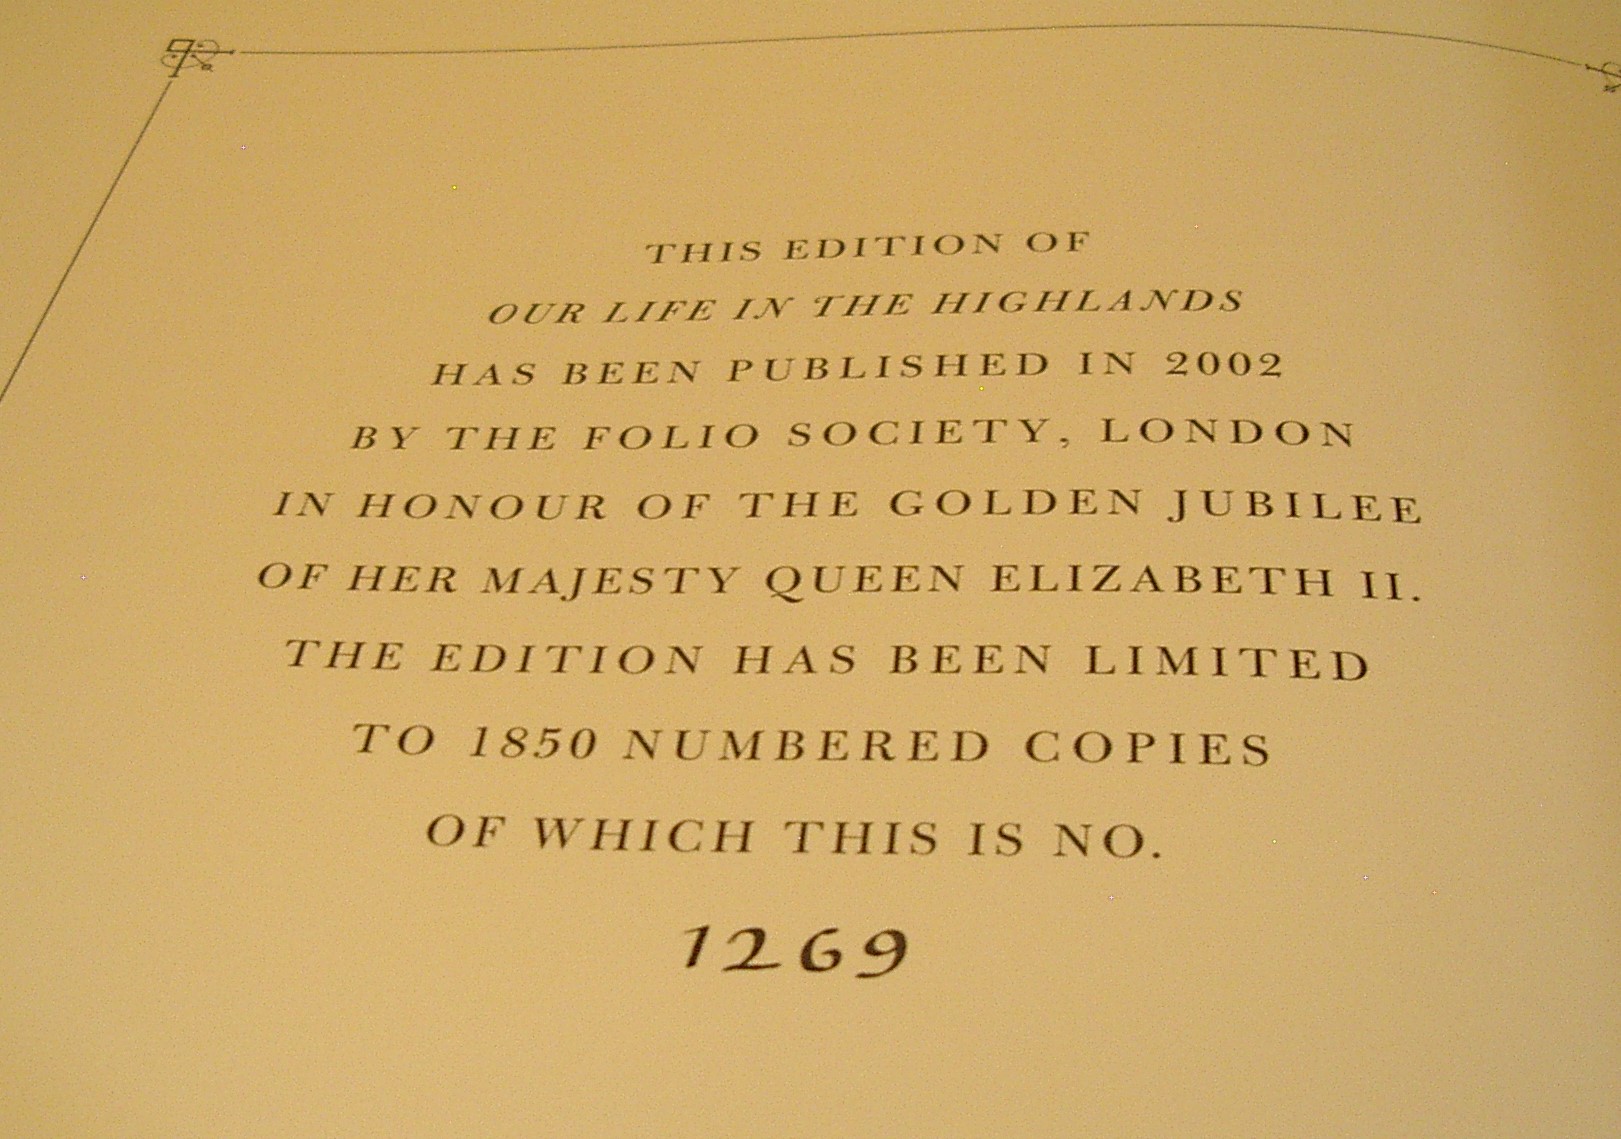 THIS EDITION OF
OUR LIFE IN THE HIGHLANDS
HAS BEEN PUBLISHED IN 2002
BY THE FOLIO SOCIETY, LONDON
IN HONOUR OF THE GOLDEN JUBILEE
OF HER MAJESTY QUEEN ELIZABETH II.
THE EDITION HAS BEEN LIMITED
TO 1850 NUMBERED COPIES
OF WHICH THIS IS NO.
1269